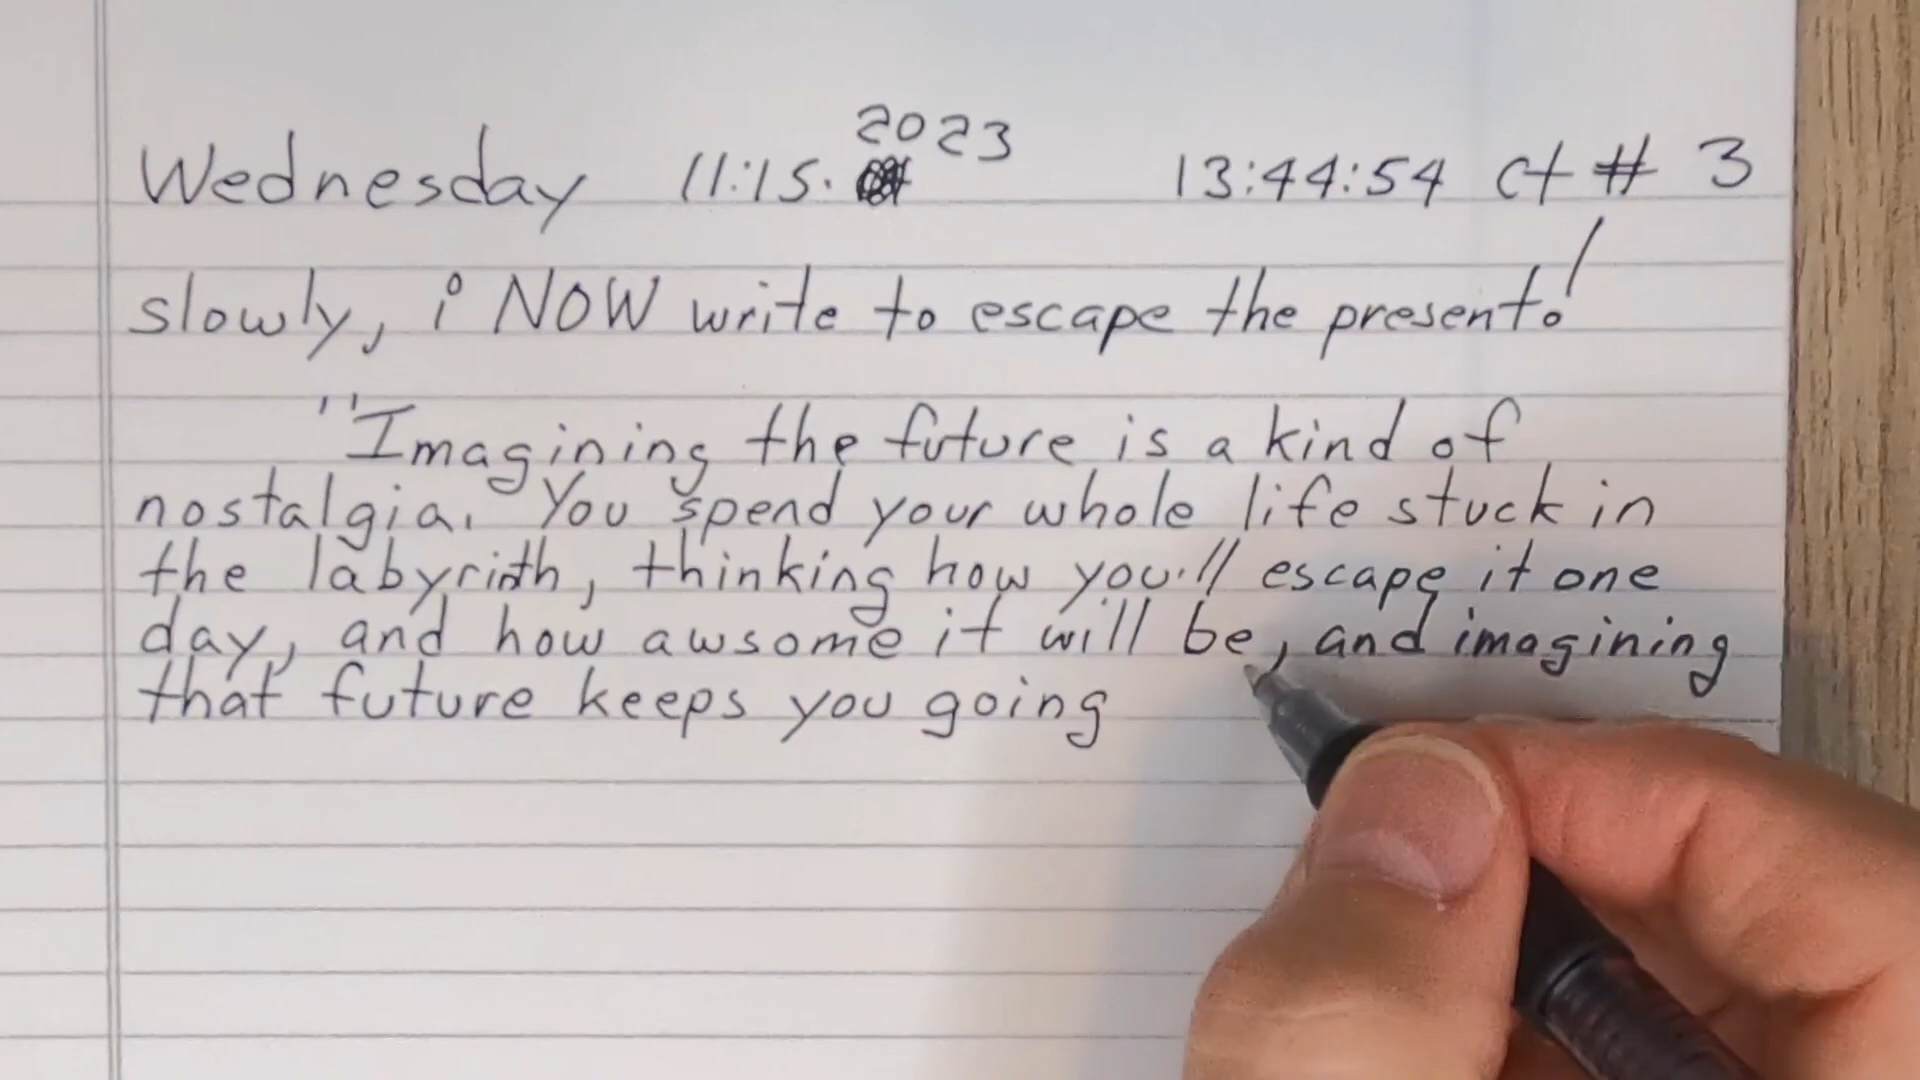 Wednesday 11:15. 2023 13:44:54 ct # 3
slowly, i NOW write to escape the present!
"Imagining the future is a kind of
nostalgia. You spend your whole life stuck in
the labyrinth, thinking how you'll escape it one
day, and how awsome it will be, and imagining
that future keeps you going